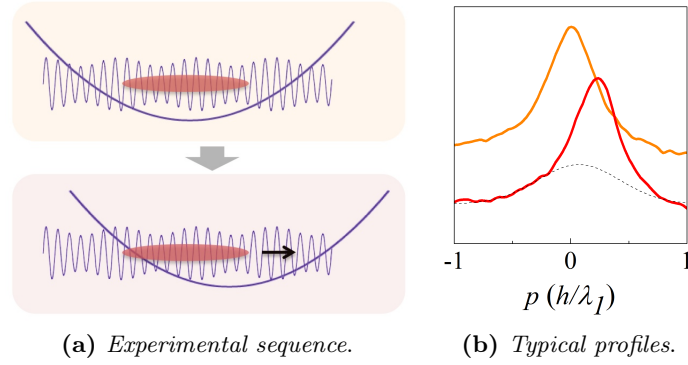 -1 0 1
p (h/λ1)
(a) Experimental sequence. (b) Typical profiles.